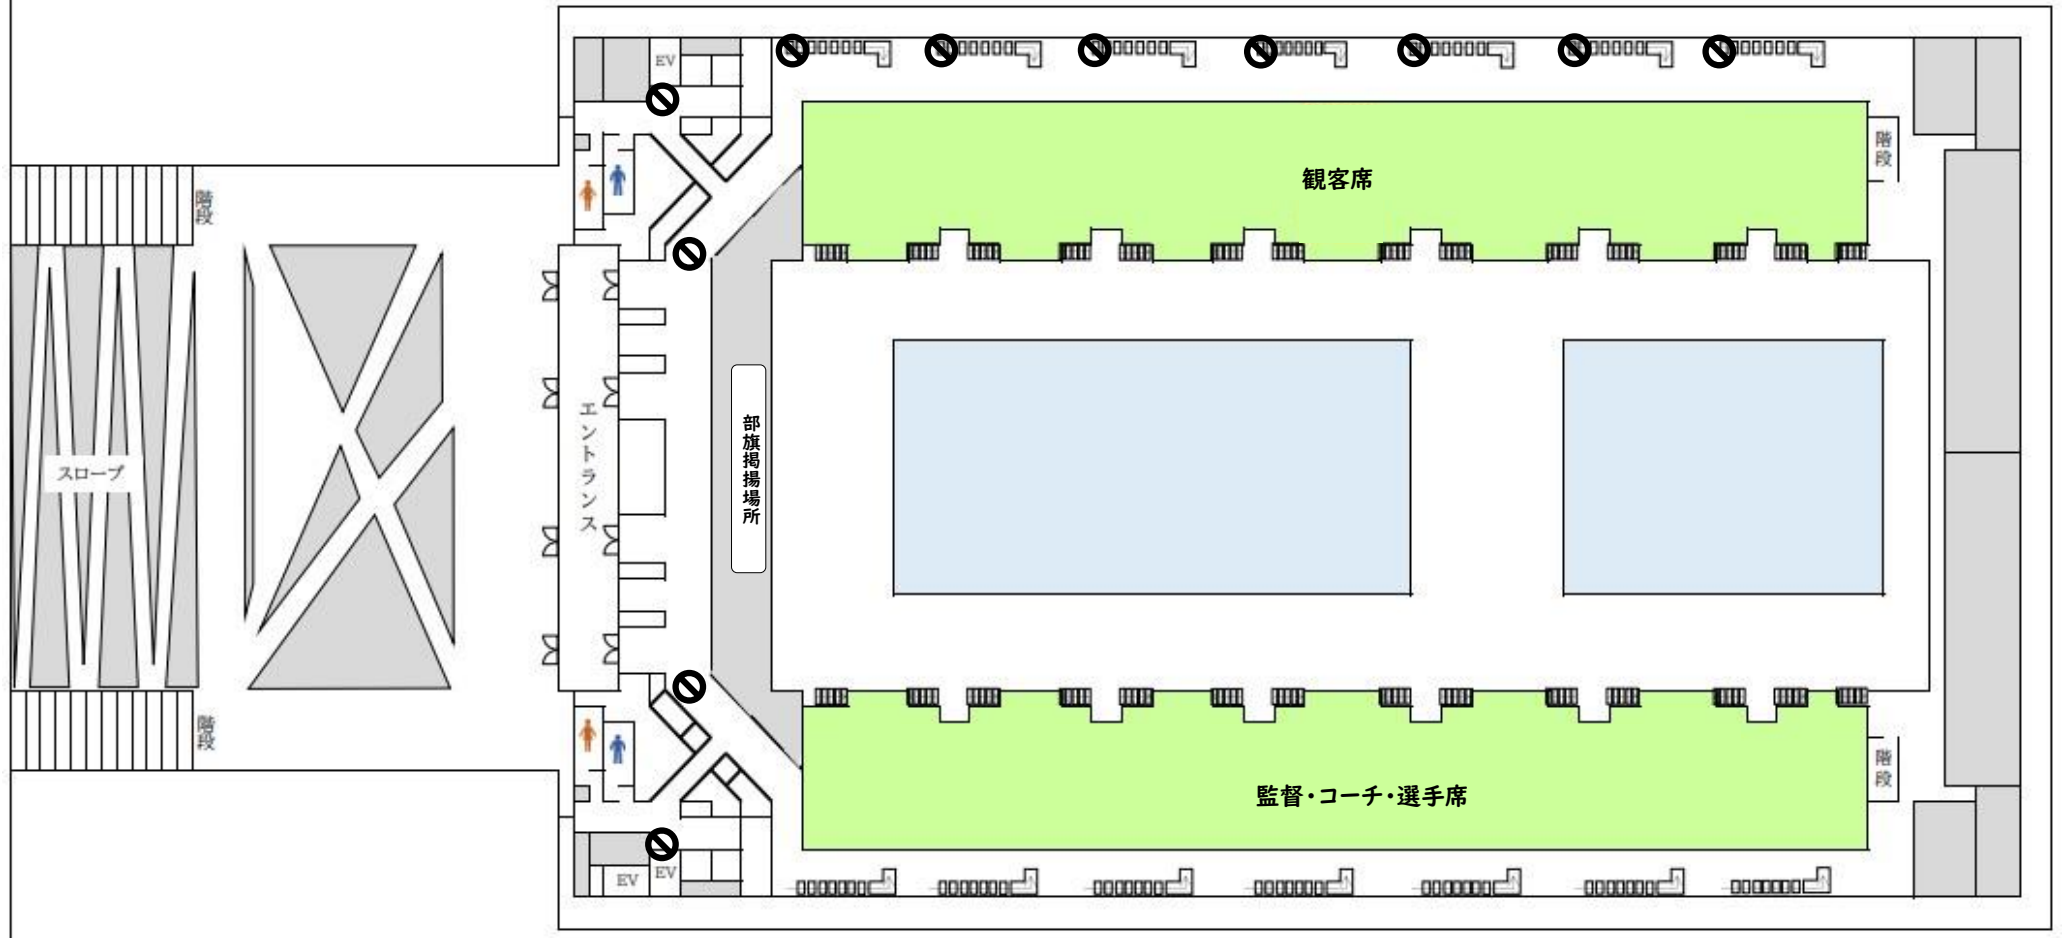 EV
階段
観客席
階段
エントランス
部旗掲揚場所
スロープ
階段
階段
監督・コーチ・選手席
EV
EV